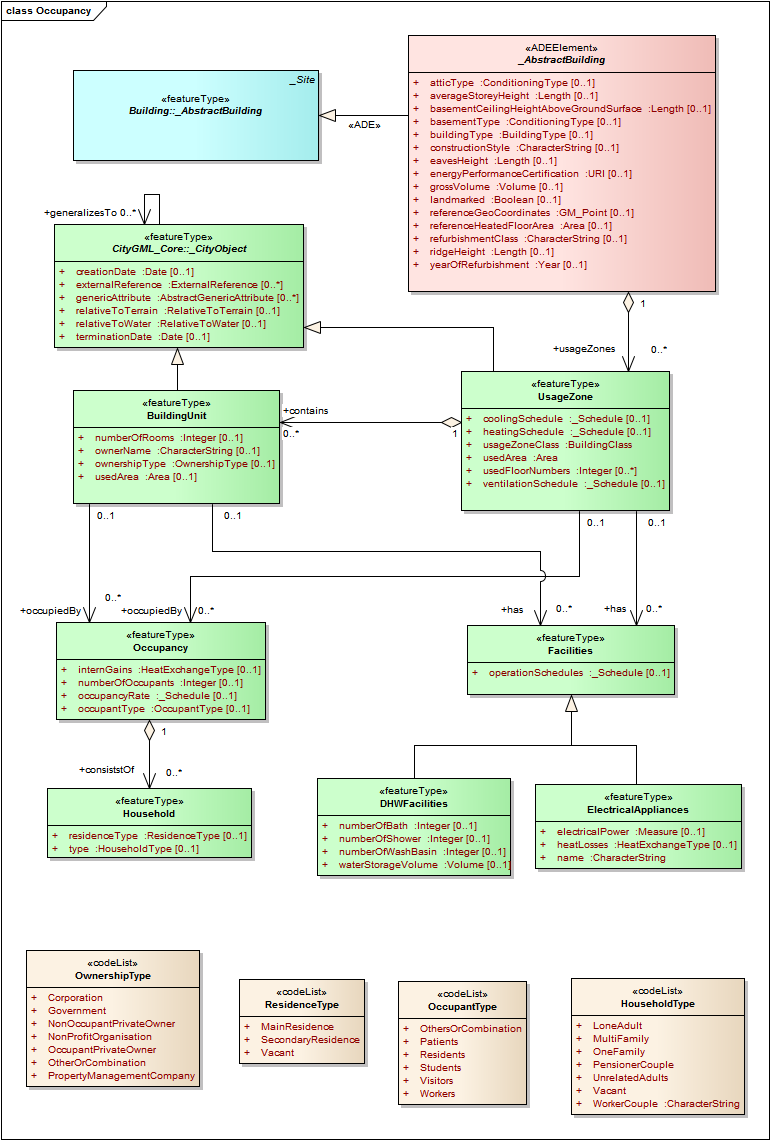 class Occupancy
«ADEElement»
_AbstractBuilding
+ atticType :ConditioningType [0..1]
+ averageStoreyHeight :Length [0..1]
+ basementCeilingHeightAboveGroundSurface :Length [0..1]
+ basementType :ConditioningType [0..1]
+ buildingType :BuildingType [0..1]
+ constructionStyle :CharacterString [0..1]
+ eavesHeight :Length [0..1]
+ energyPerformanceCertification :URI [0..1]
+ grossVolume :Volume [0..1]
+ landmarked :Boolean [0..1]
+ referenceGeoCoordinates :GM_Point [0..1]
+ referenceHeatedFloorArea :Area [0..1]
+ refurbishmentClass :CharacterString [0..1]
+ ridgeHeight :Length [0..1]
+ yearOfRefurbishment :Year [0..1]
_Site
«featureType»
Building::_AbstractBuilding
«ADE»
+generalizesTo 0..*
«featureType»
CityGML_Core::_CityObject
+ creationDate :Date [0..1]
+ externalReference :ExternalReference [0..*]
+ genericAttribute :AbstractGenericAttribute [0..*]
+ relativeToTerrain :RelativeToTerrain [0..1]
+ relativeToWater :RelativeToWater [0..1]
+ terminationDate :Date [0..1]
1
+usageZones 0..*
«featureType»
BuildingUnit
+ numberOfRooms :Integer [0..1]
+ ownerName :CharacterString [0..1]
+ ownershipType :OwnershipType [0..1]
+ usedArea :Area [0..1]
+contains
0..*
1
«featureType»
UsageZone
+ coolingSchedule :_Schedule [0..1]
+ heatingSchedule :_Schedule [0..1]
+ usageZoneClass :BuildingClass
+ usedArea :Area
+ usedFloorNumbers :Integer [0..*]
+ ventilationSchedule :_Schedule [0..1]
0..1 0..1
0..1 0..1
0..*
+occupiedBy +occupiedBy 0..*
+has 0..* +has 0..*
«featureType»
Occupancy
+ internGains :HeatExchangeType [0..1]
+ numberOfOccupants :Integer [0..1]
+ occupancyRate :_Schedule [0..1]
+ occupantType :OccupantType [0..1]
«featureType»
Facilities
+ operationSchedules :_Schedule [0..1]
1
+consiststOf 0..*
«featureType»
Household
+ residenceType :ResidenceType [0..1]
+ type :HouseholdType [0..1]
«featureType»
DHWFacilities
+ numberOfBath :Integer [0..1]
+ numberOfShower :Integer [0..1]
+ numberOfWashBasin :Integer [0..1]
+ waterStorageVolume :Volume [0..1]
«featureType»
ElectricalAppliances
+ electricalPower :Measure [0..1]
+ heatLosses :HeatExchangeType [0..1]
+ name :CharacterString
«codeList»
OwnershipType
+ Corporation
+ Government
+ NonOccupantPrivateOwner
+ NonProfitOrganisation
+ OccupantPrivateOwner
+ OtherOrCombination
+ PropertyManagementCompany
«codeList»
ResidenceType
+ MainResidence
+ SecondaryResidence
+ Vacant
«codeList»
OccupantType
+ OthersOrCombination
+ Patients
+ Residents
+ Students
+ Visitors
+ Workers
«codeList»
HouseholdType
+ LoneAdult
+ MultiFamily
+ OneFamily
+ PensionerCouple
+ UnrelatedAdults
+ Vacant
+ WorkerCouple :CharacterString